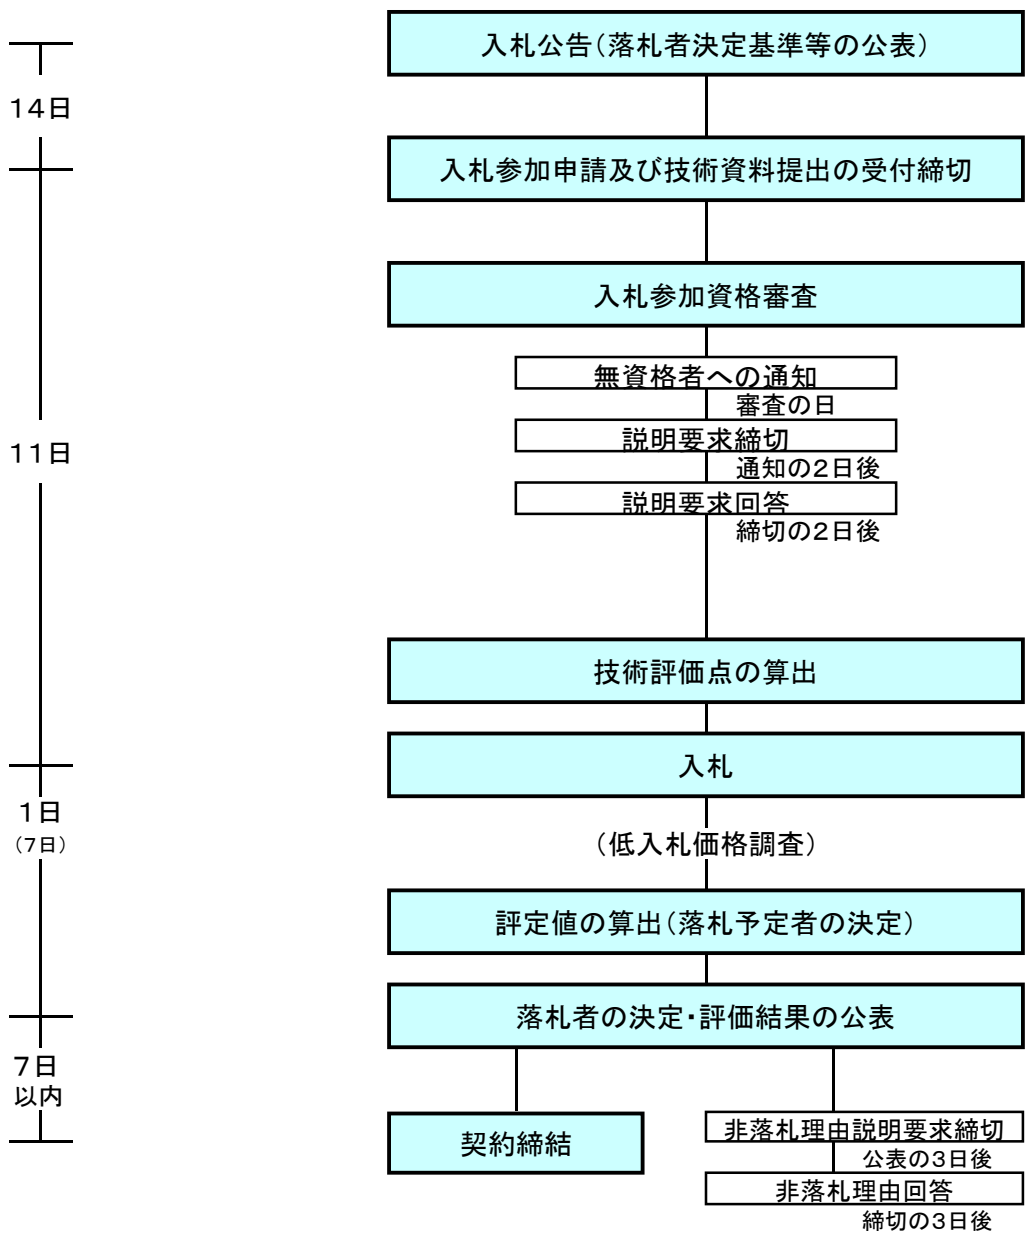 入札公告（落札者決定基準等の公表）
14日
入札参加申請及び技術資料提出の受付締切
入札参加資格審査
無資格者への通知
審査の日
説明要求締切
11日
通知の2日後
説明要求回答
締切の2日後
技術評価点の算出
入札
1日
（7日）
（低入札価格調査）
評定値の算出（落札予定者の決定）
落札者の決定・評価結果の公表
7日
以内
契約締結
非落札理由説明要求締切
公表の3日後
非落札理由回答
締切の3日後